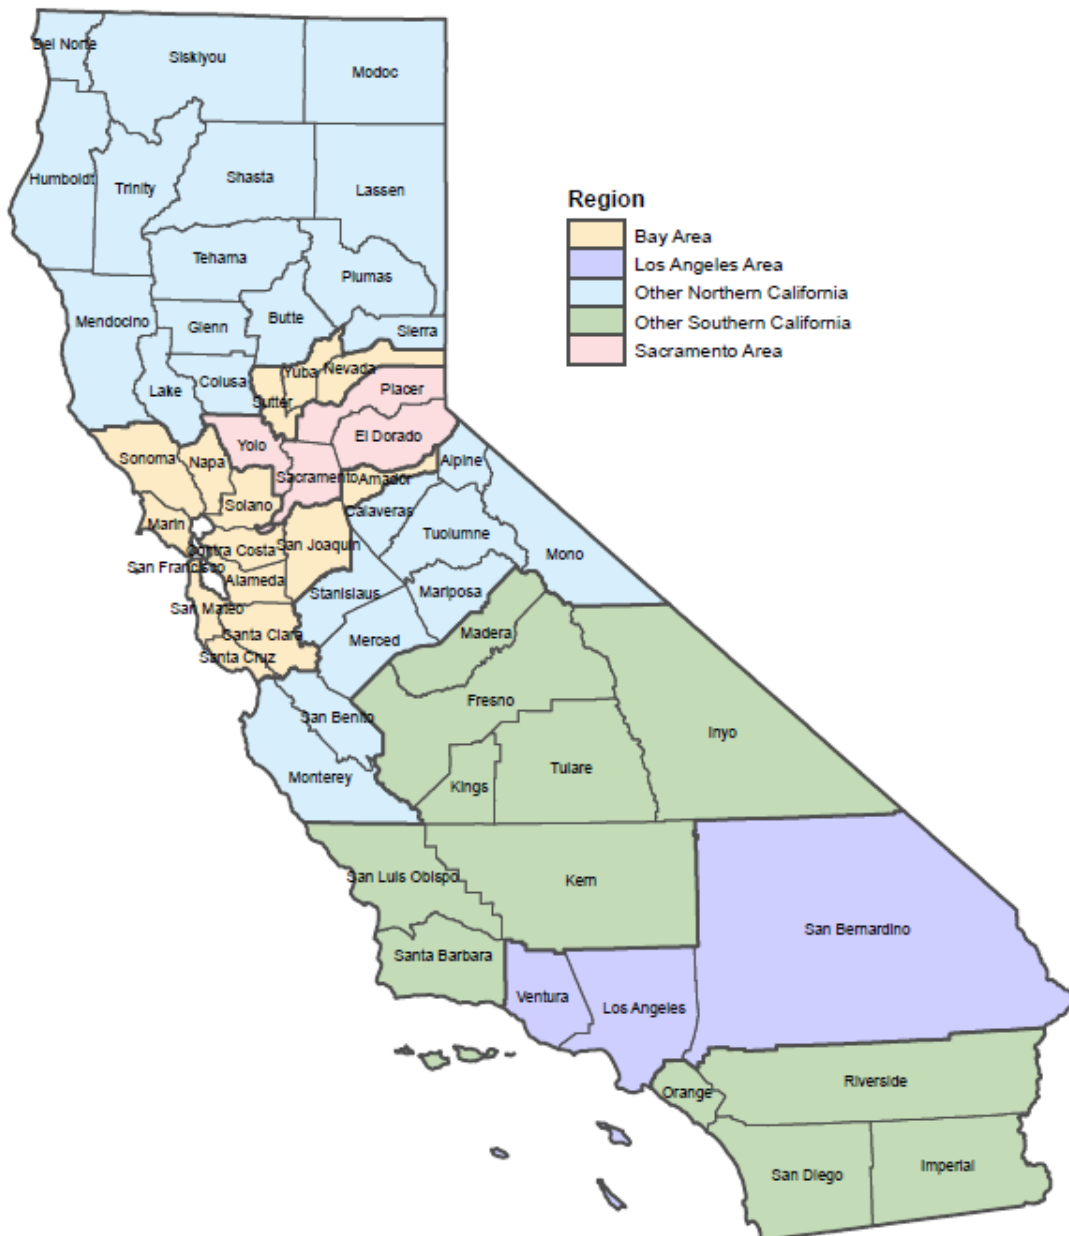 Del Norte
Siskiyou
Modoc
Humboldt
Trinity
Shasta
Lassen
Region
Bay Area
Los Angeles Area
Other Northern California
Other Southern California
Sacramento Area
Tehama
Plumas
Mendocino
Glenn
Butte
Sierra
Lake
Colusa
Sutter
Yuba
Nevada
Placer
Sonoma
Napa
Yolo
El Dorado
Sacramento
Amador
Alpine
Solano
Marin
Calaveras
Tuolumne
Mono
Contra Costa
San Joaquin
San Francisco
Alameda
Stanislaus
Mariposa
San Mateo
Santa Clara
Merced
Madera
Santa Cruz
Fresno
San Benito
Inyo
Monterey
Kings
Tulare
San Luis Obispo
Kern
San Bernardino
Santa Barbara
Ventura
Los Angeles
Orange
Riverside
San Diego
Imperial